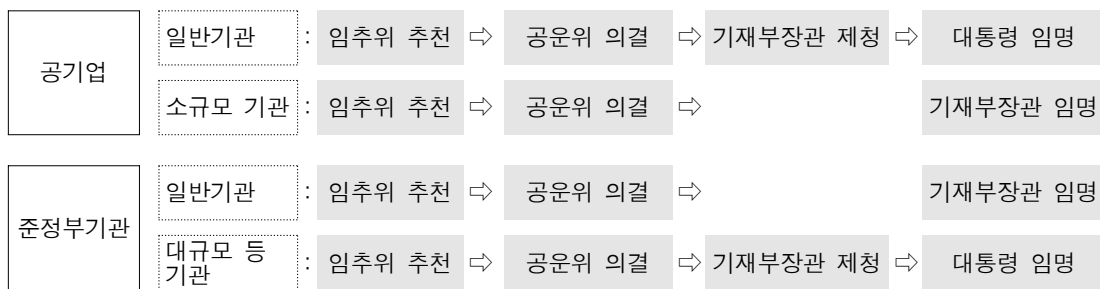 공기업
일반기관 : 임추위 추천 ⇨ 공운위 의결 ⇨ 기재부장관 제청 ⇨ 대통령 임명
소규모 기관 : 임추위 추천 ⇨ 공운위 의결 ⇨ 기재부장관 임명
준정부기관
일반기관 : 임추위 추천 ⇨ 공운위 의결 ⇨ 기재부장관 임명
대규모 등
기관 : 임추위 추천 ⇨ 공운위 의결 ⇨ 기재부장관 제청 ⇨ 대통령 임명